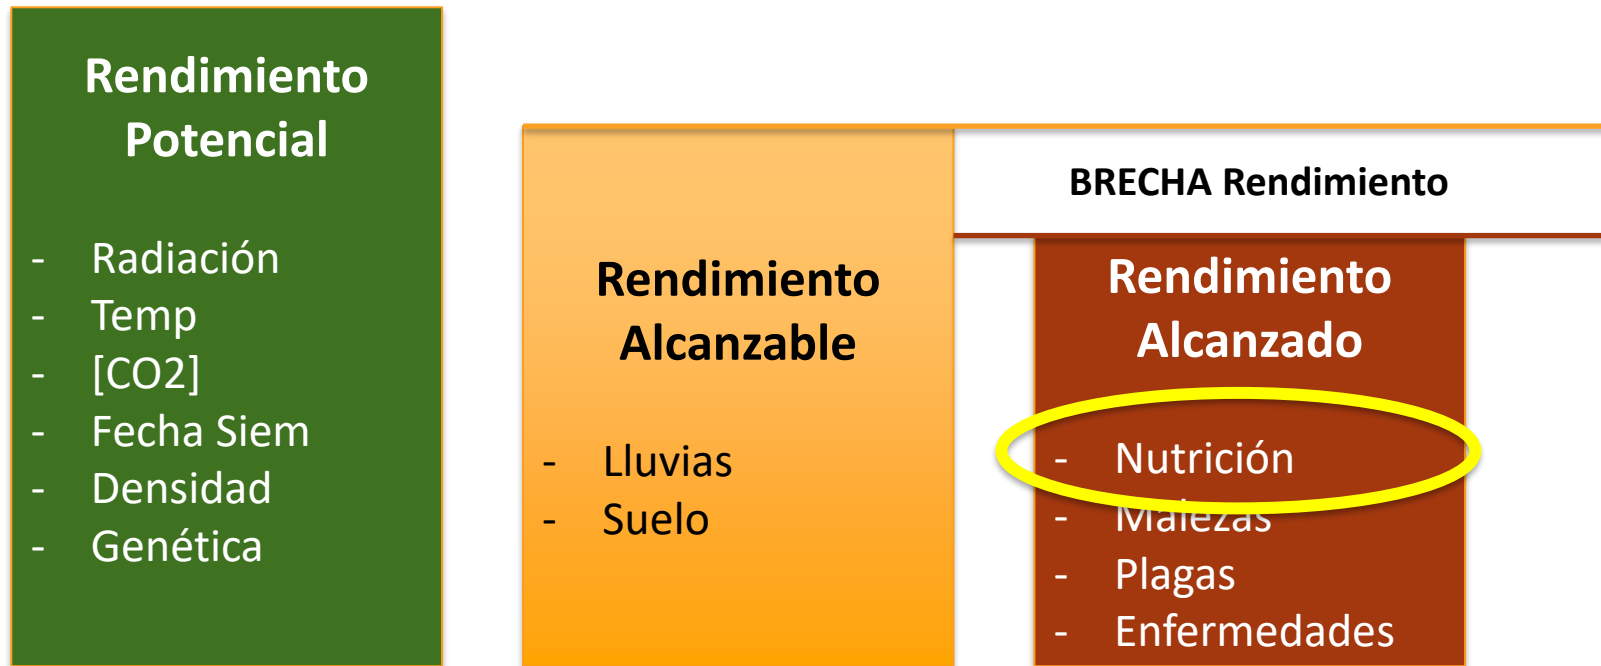 Rendimiento
Potencial
- Radiación
- Temp
- [CO2]
- Fecha Siem
- Densidad
- Genética
Rendimiento
Alcanzable
- Lluvias
- Suelo
BRECHA Rendimiento
Rendimiento
Alcanzado
- Nutrición
- Malezas
- Plagas
- Enfermedades